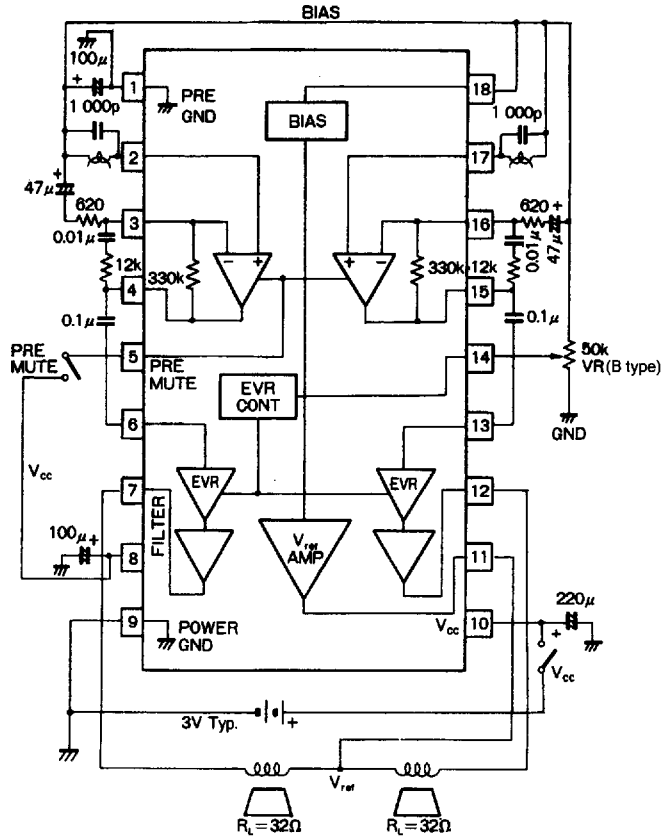 BIAS
100μ
+
1
PRE
GND
18
1 000p
BIAS
1 000p
2
17
47μ
+
620
3
16
620
+
0.01μ
47μ
0.01μ
12k
330k
-
+
+
-
330k
12k
4
15
0.1μ
0.1μ
PRE
MUTE
5
PRE
MUTE
14
50k
VR(B type)
EVR
CONT
6
13
GND
Vcc
EVR
EVR
7
12
FILTER
100μ
+
Vref
AMP
8
11
9
POWER
GND
Vcc
10
220μ
+
Vcc
3V Typ.
+
Vref
RL=32Ω
RL=32Ω